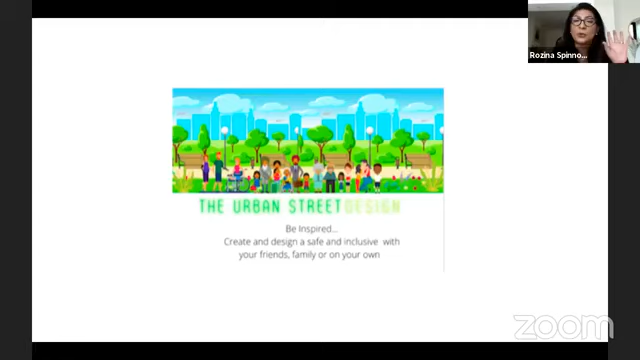 Rozina Spinno...
THE URBAN STREET DESIGN
Be Inspired...
Create and design a safe and inclusive with
your friends, family or on your own
zoom